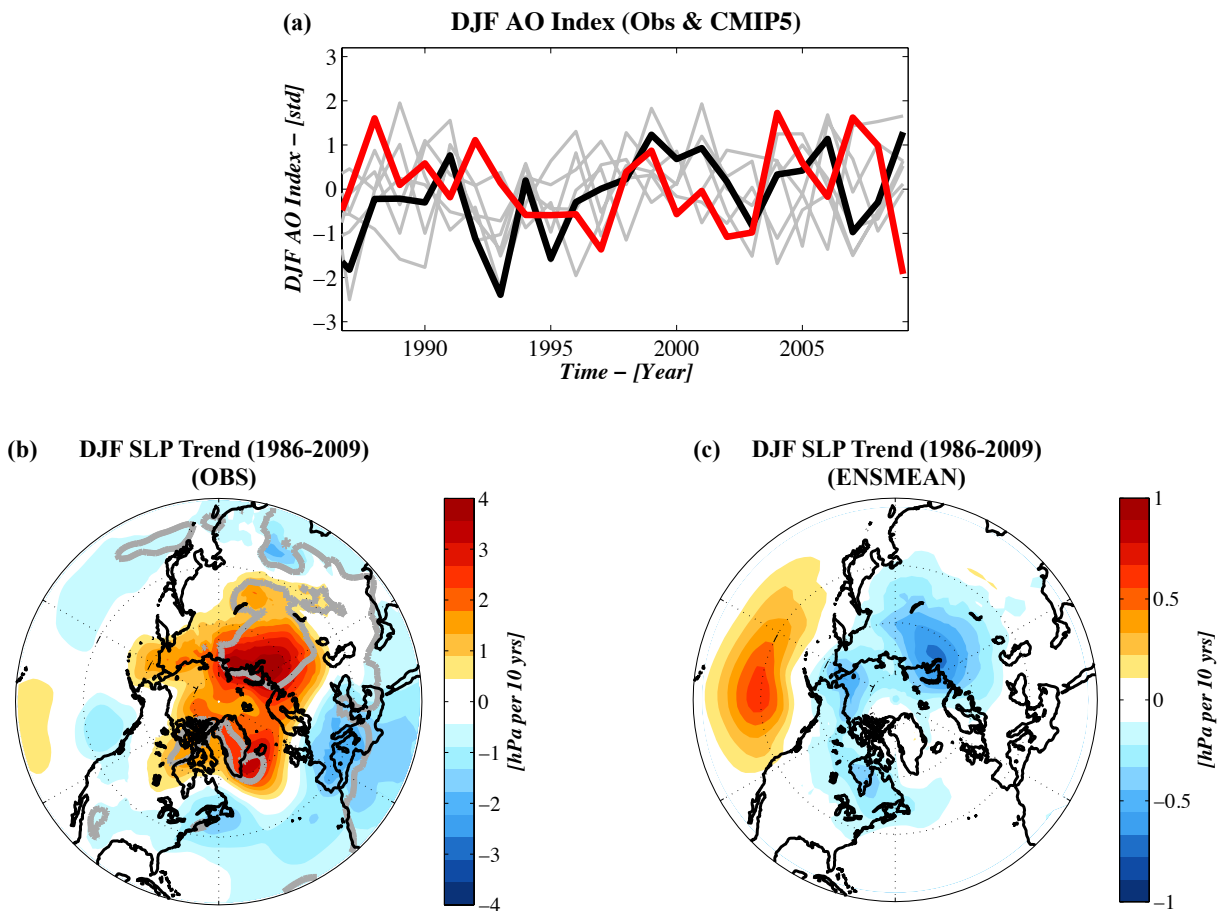 (a) DJF AO Index (Obs & CMIP5)
DJF AO Index − [std]
3
2
1
0
−1
−2
−3
1990 1995 2000 2005
Time − [Year]
(b) DJF SLP Trend (1986-2009)
(OBS)
4
3
2
1
0
−1
−2
−3
−4
[hPa per 10 yrs]
(c) DJF SLP Trend (1986-2009)
(ENSMEAN)
1
0.5
0
−0.5
−1
[hPa per 10 yrs]